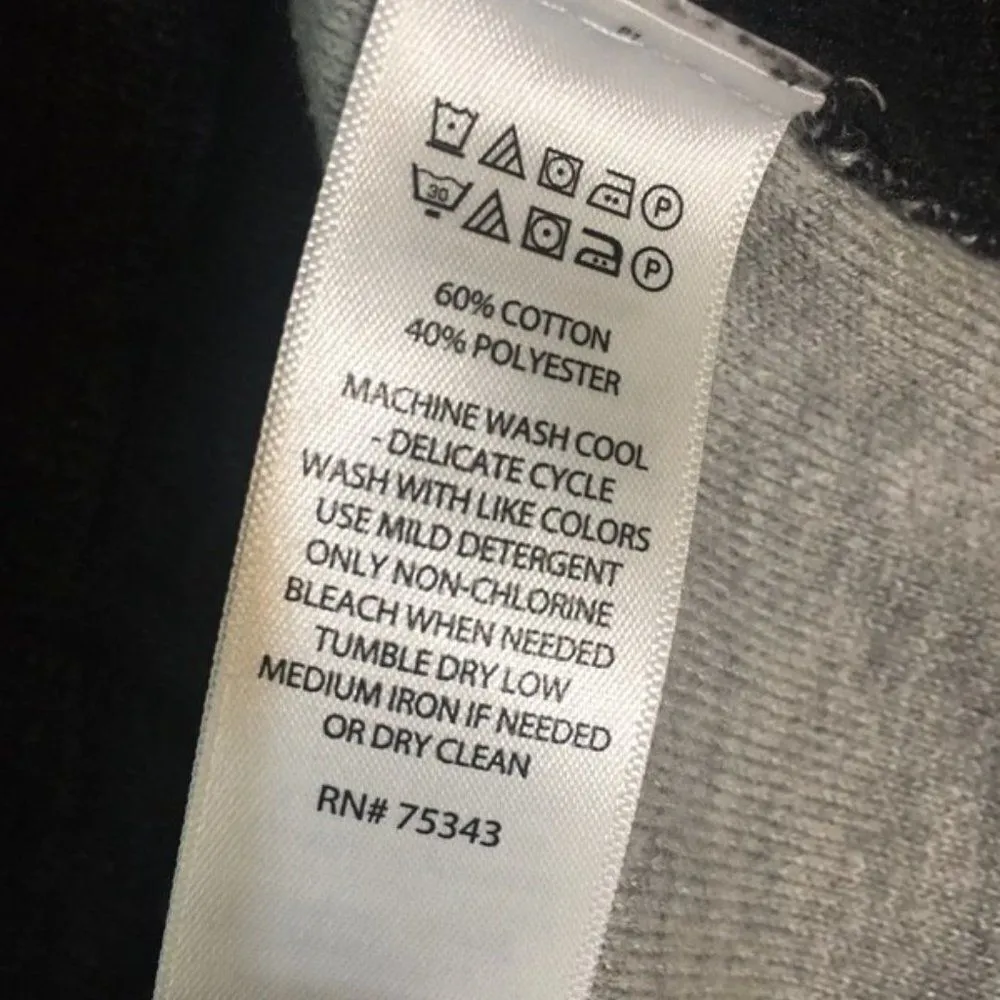 P
30 P
60% COTTON
40% POLYESTER
MACHINE WASH COOL
- DELICATE CYCLE
WASH WITH LIKE COLORS
USE MILD DETERGENT
ONLY NON-CHLORINE
BLEACH WHEN NEEDED
TUMBLE DRY LOW
MEDIUM IRON IF NEEDED
OR DRY CLEAN
RN# 75343